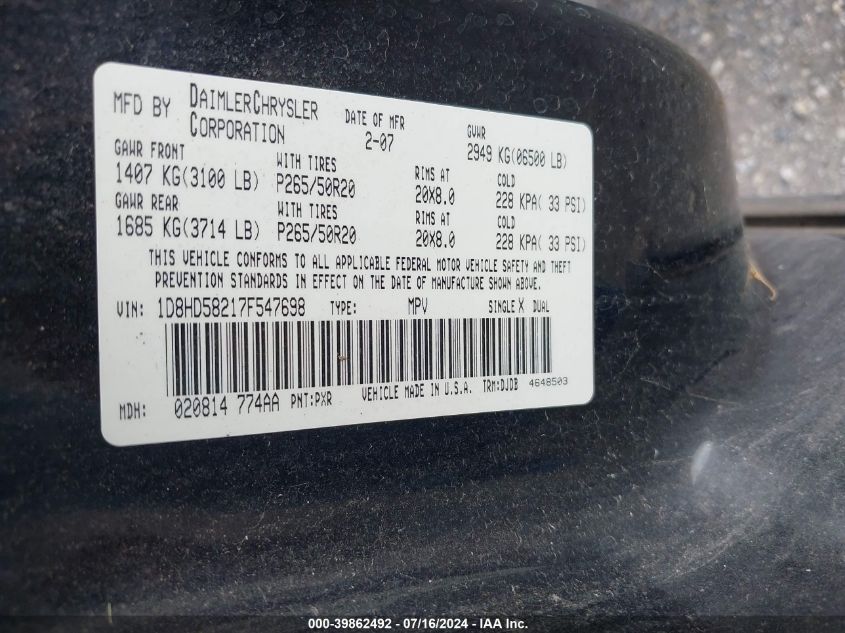 MFD BY DAIMLERCHRYSLER CORPORATION DATE OF MFR 2-07 GVWR 2949 KG(06500 LB)
GAWR FRONT WITH TIRES RIMS AT COLD
1407 KG(3100 LB) P265/50R20 20X8.0 228 KPA( 33 PSI)
GAWR REAR WITH TIRES RIMS AT COLD
1685 KG(3714 LB) P265/50R20 20X8.0 228 KPA( 33 PSI)
THIS VEHICLE CONFORMS TO ALL APPLICABLE FEDERAL MOTOR VEHICLE SAFETY AND THEFT
PREVENTION STANDARDS IN EFFECT ON THE DATE OF MANUFACTURE SHOWN ABOVE.
VIN: 1D8HD58217F547698 TYPE: MPV SINGLE X DUAL
MDH: 020814 774AA PNT:PXR VEHICLE MADE IN U.S.A. TRM:DJDB 4648503
000-39862492 - 07/16/2024 - IAA Inc.